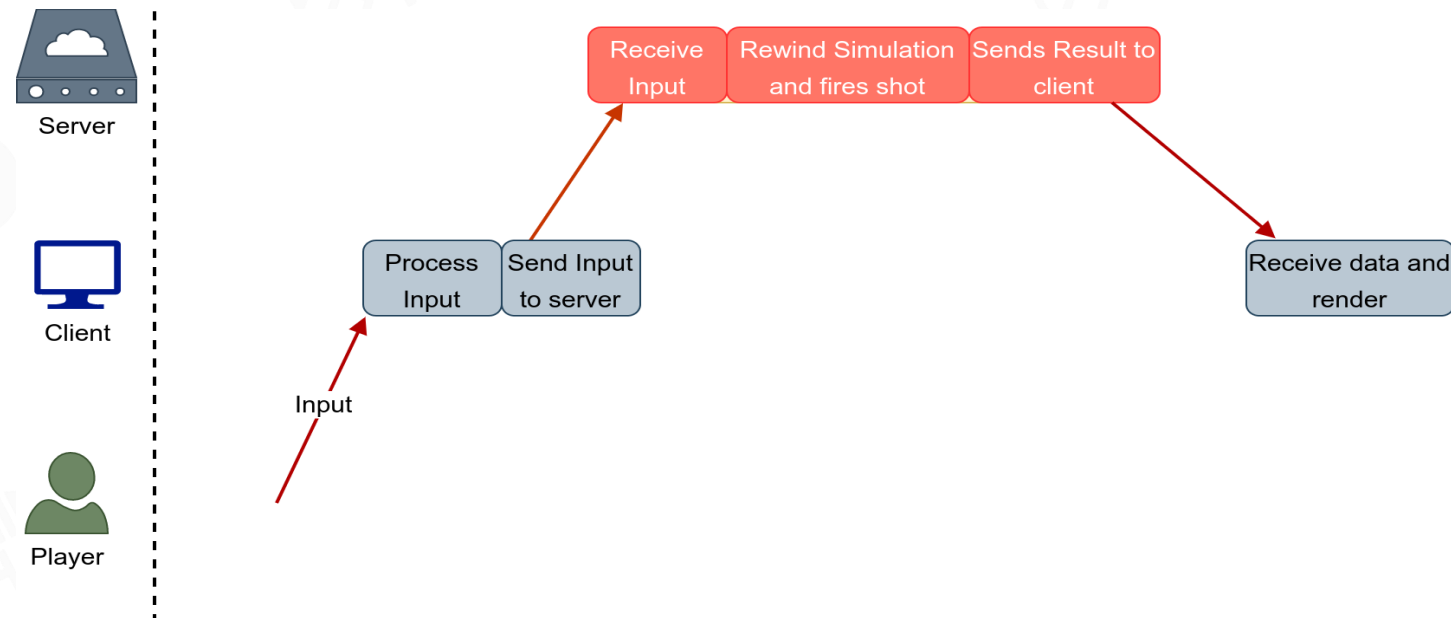 Server
Receive
Input
Rewind Simulation
and fires shot
Sends Result to
client
Client
Process
Input
Send Input
to server
Receive data and
render
Input
Player